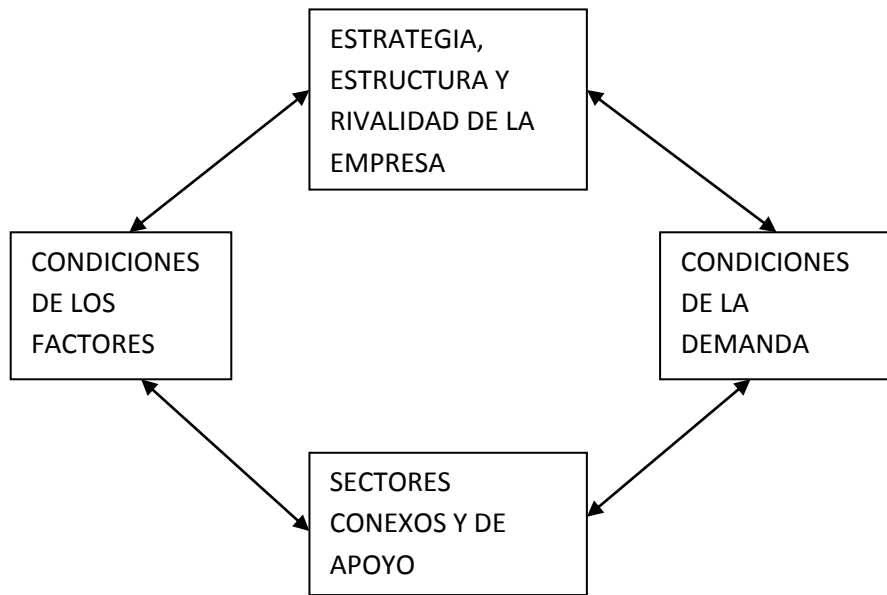 ESTRATEGIA,
ESTRUCTURA Y
RIVALIDAD DE LA
EMPRESA
CONDICIONES
DE LOS
FACTORES
CONDICIONES
DE LA
DEMANDA
SECTORES
CONEXOS Y DE
APOYO